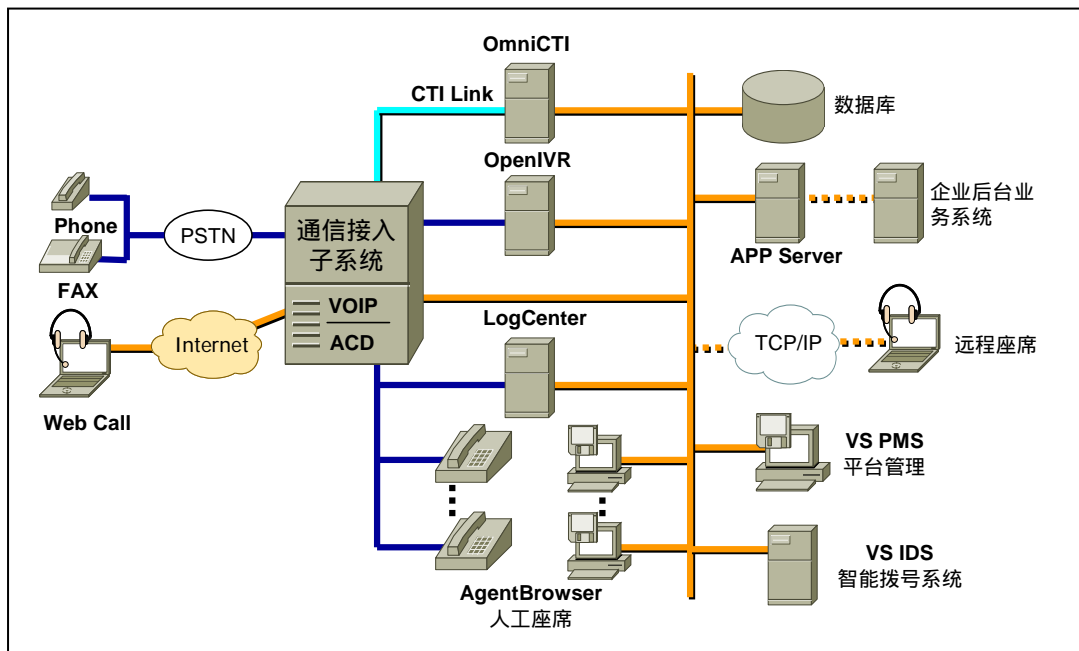 OmniCTI
CTI Link
数据库
OpenIVR
Phone
PSTN
通信接入
子系统
企业后台业
务系统
APP Server
FAX
VOIP
ACD
LogCenter
Internet
TCP/IP
远程座席
Web Call
VS PMS
平台管理
VS IDS
智能拨号系统
AgentBrowser
人工座席